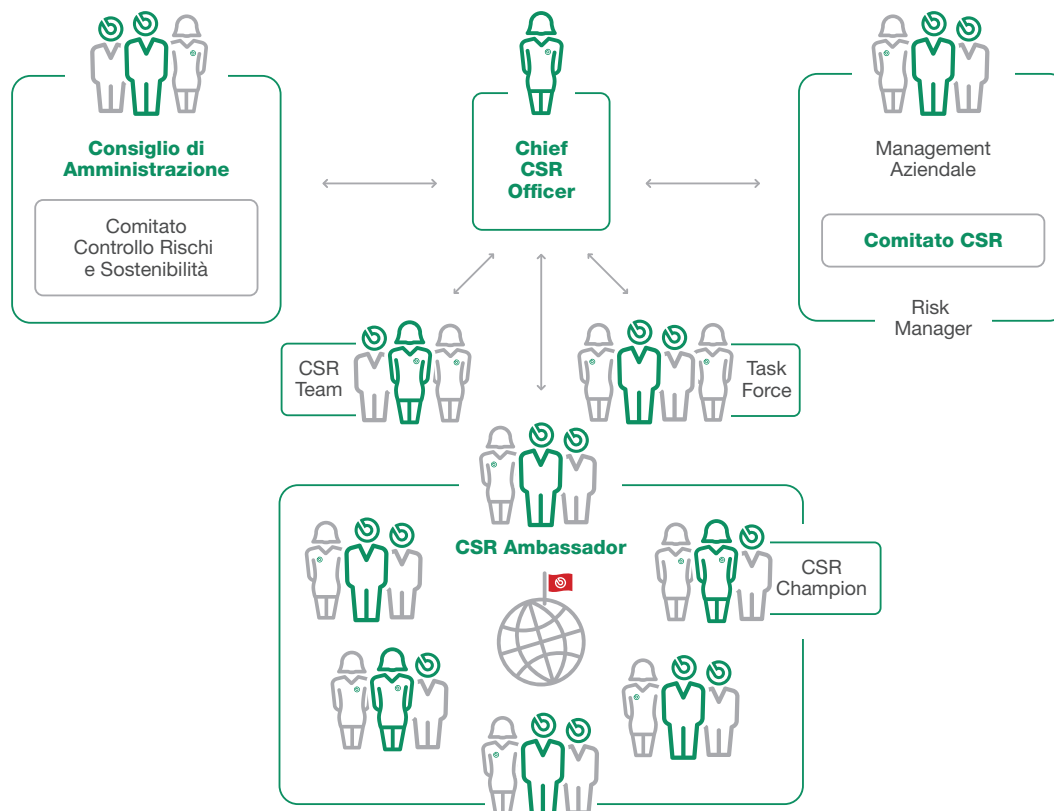 Consiglio di
Amministrazione
Comitato
Controllo Rischi
e Sostenibilità
Chief
CSR
Officer
Management
Aziendale
Comitato CSR
Risk
Manager
CSR
Team
Task
Force
CSR Ambassador
CSR
Champion